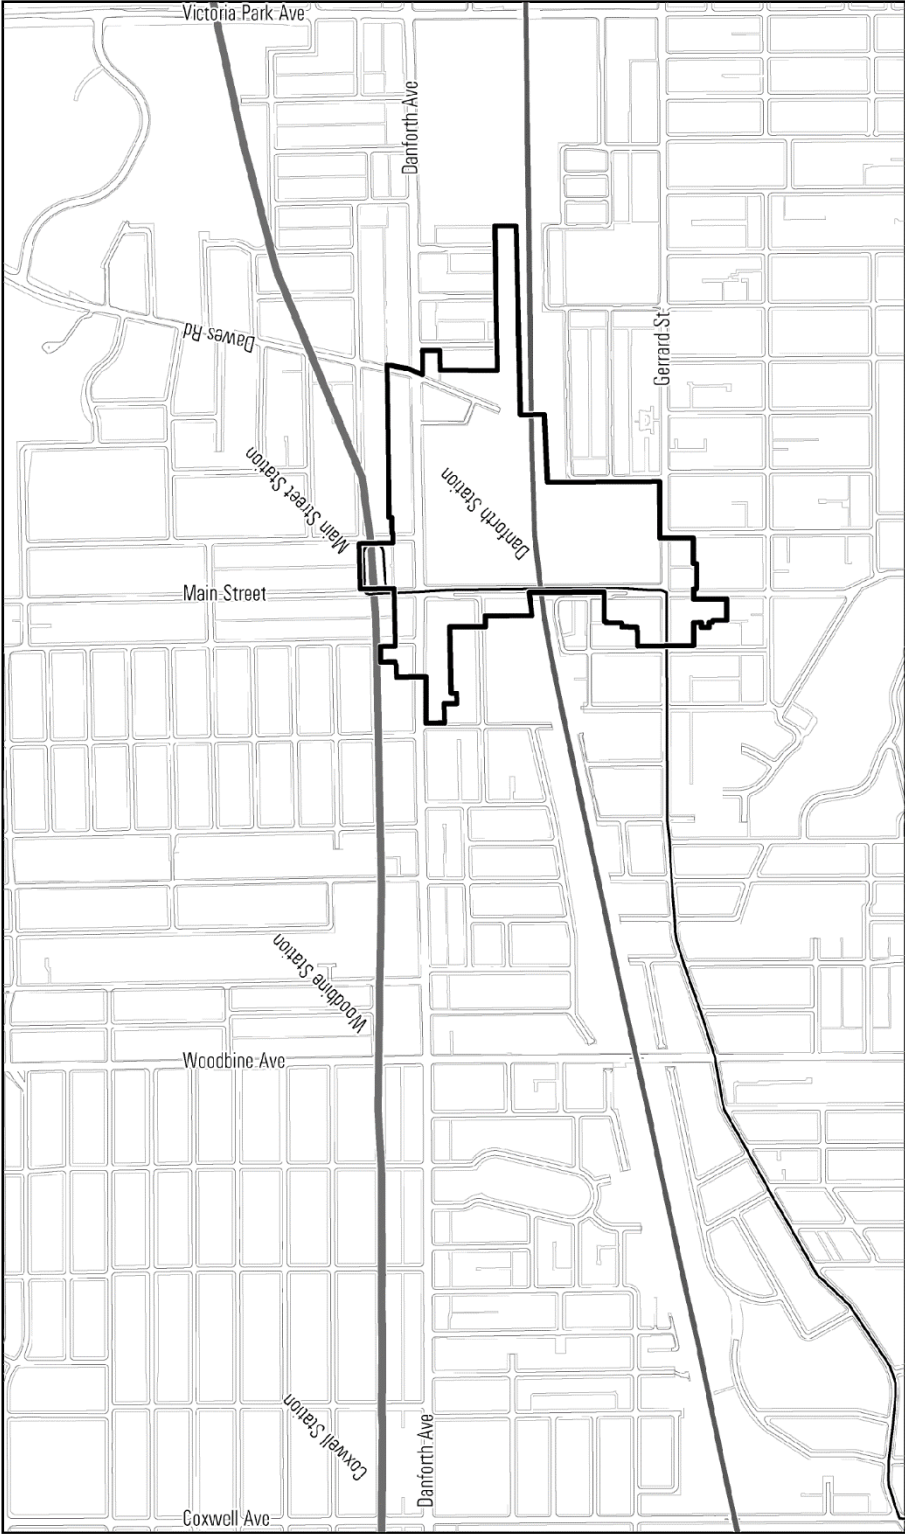 Victoria Park Ave
Danforth Ave
Dawes Rd
Gerrard St
Main Street Station
Danforth Station
Main Street
Woodbine Station
Woodbine Ave
Coxwell Station
Danforth Ave
Coxwell Ave